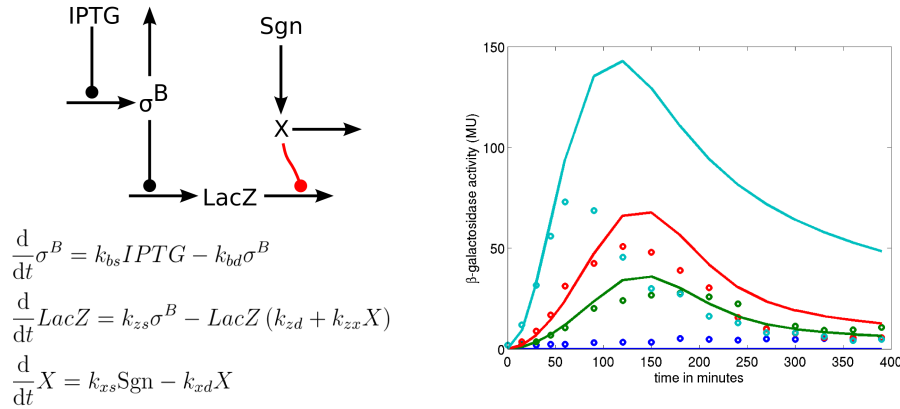 IPTG
Sgn
σ^B
X
LacZ
d/dt σ^B = k_bs IPTG − k_bd σ^B
d/dt LacZ = k_zs σ^B − LacZ (k_zd + k_zx X)
d/dt X = k_xs Sgn − k_xd X
150
100
50
0
β-galactosidase activity (MU)
0 50 100 150 200 250 300 350 400
time in minutes